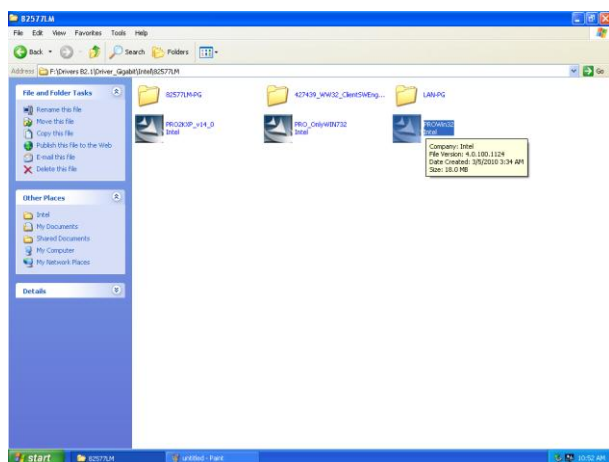 82577LM
File Edit View Favorites Tools Help
Back Search Folders
Address F:\Drivers B2.1\Driver_Gigabit\Intel\82577LM Go
File and Folder Tasks
Rename this file
Move this file
Copy this file
Publish this file to the Web
E-mail this file
Delete this file
Other Places
Intel
My Documents
Shared Documents
My Computer
My Network Places
Details
82577LM-PG
427439_WW32_ClientSWEng...
LAN-PG
PRO2KXP_v14_0
Intel
PRO_OnlyWIN732
Intel
PROWin32
Intel
Company: Intel
File Version: 4.0.100.1124
Date Created: 3/5/2010 3:34 AM
Size: 18.0 MB
start 82577LM untitled - Paint 10:52 AM